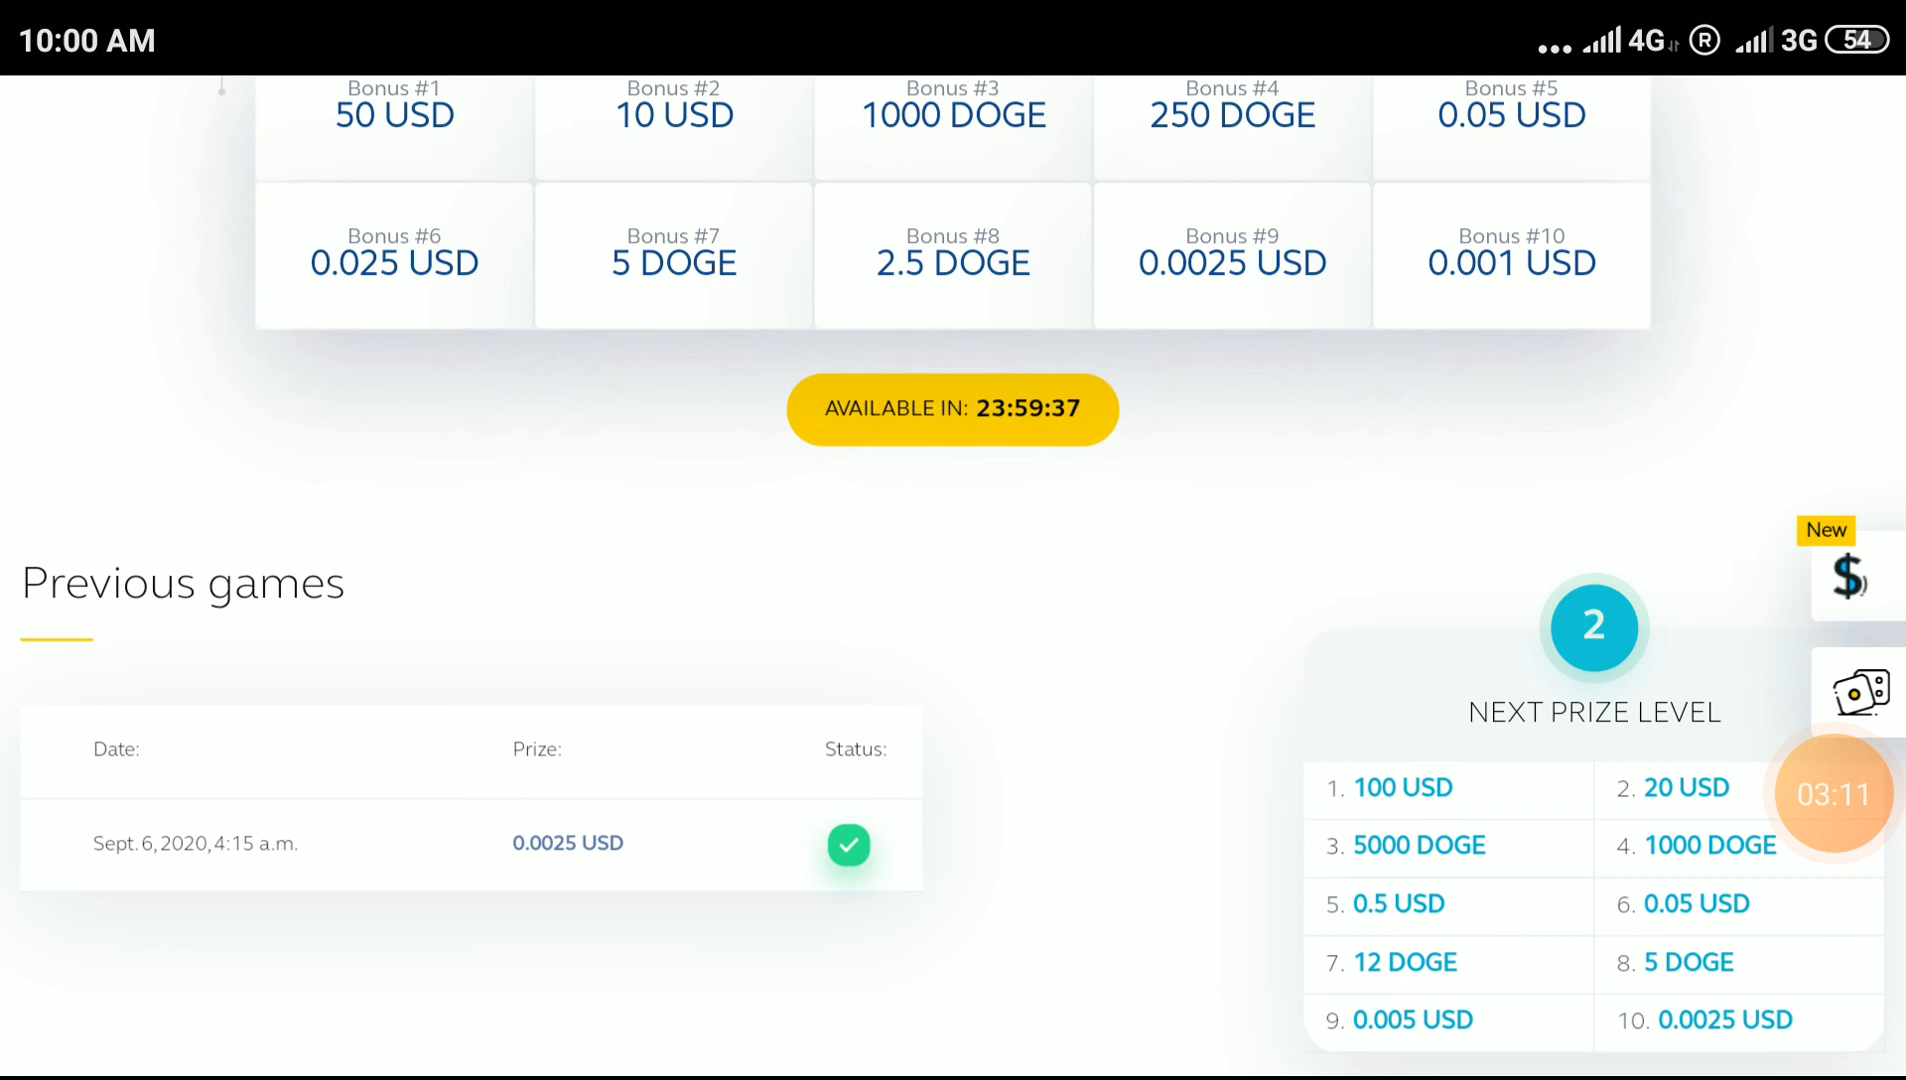 10:00 AM
4G R 3G 54
Bonus #1 Bonus #2 Bonus #3 Bonus #4 Bonus #5
50 USD 10 USD 1000 DOGE 250 DOGE 0.05 USD
Bonus #6 Bonus #7 Bonus #8 Bonus #9 Bonus #10
0.025 USD 5 DOGE 2.5 DOGE 0.0025 USD 0.001 USD
AVAILABLE IN: 23:59:37
New
$
Previous games
Date: Prize: Status:
Sept. 6, 2020, 4:15 a.m. 0.0025 USD
2
NEXT PRIZE LEVEL
03:11
1. 100 USD 2. 20 USD
3. 5000 DOGE 4. 1000 DOGE
5. 0.5 USD 6. 0.05 USD
7. 12 DOGE 8. 5 DOGE
9. 0.005 USD 10. 0.0025 USD